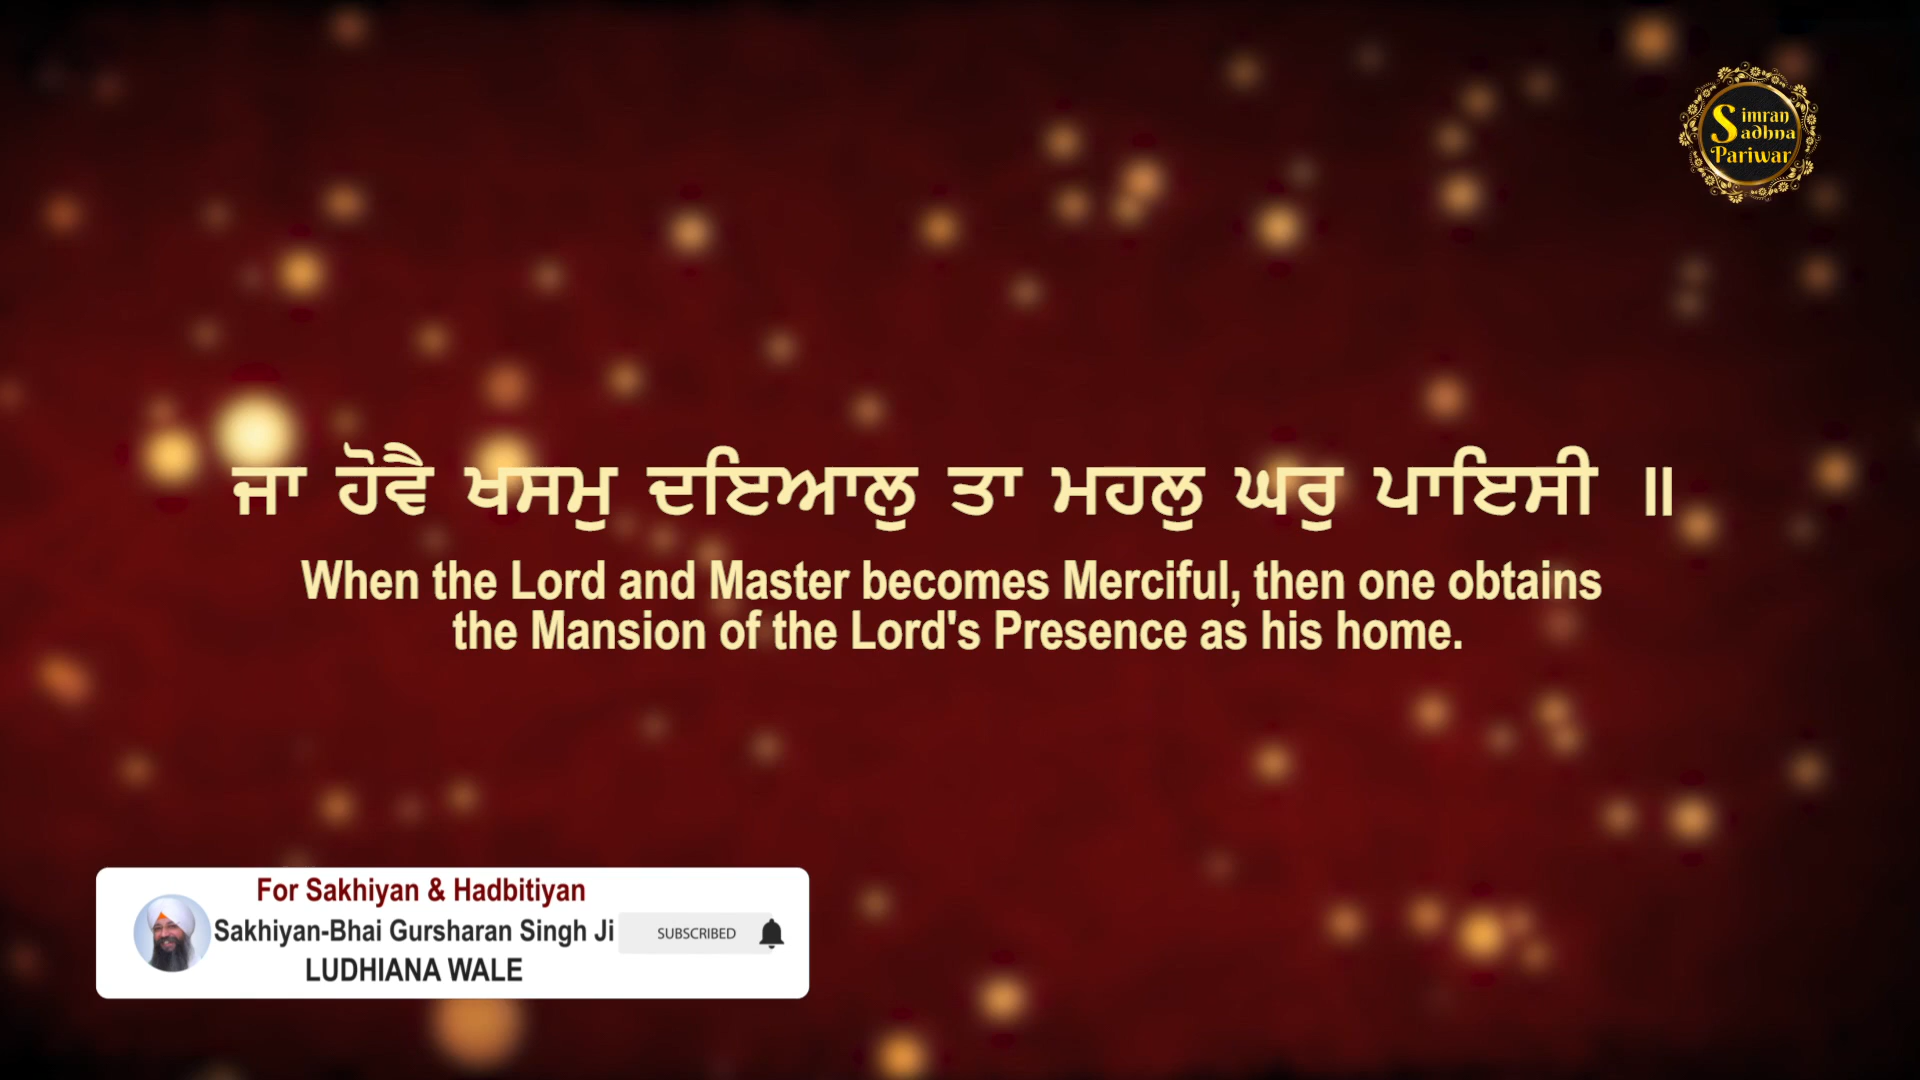 Simran
Sadhna
Pariwar
ਜਾ ਹੋਵੈ ਖਸਮੁ ਦਇਆਲੁ ਤਾ ਮਹਲੁ ਘਰੁ ਪਾਇਸੀ ॥
When the Lord and Master becomes Merciful, then one obtains
the Mansion of the Lord's Presence as his home.
For Sakhiyan & Hadbitiyan
Sakhiyan-Bhai Gursharan Singh Ji SUBSCRIBED
LUDHIANA WALE